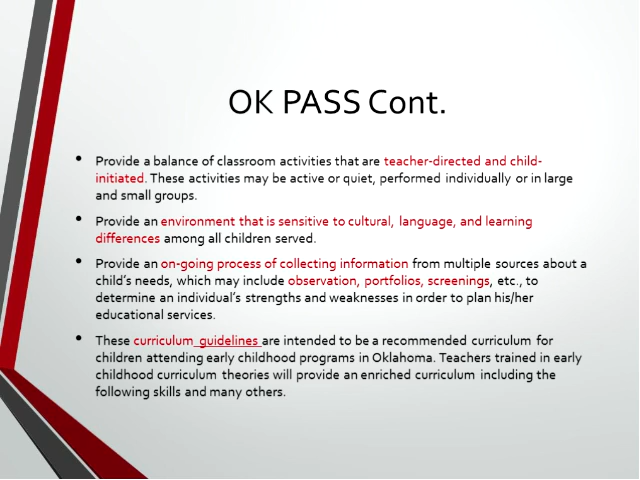 OK PASS Cont.
• Provide a balance of classroom activities that are teacher-directed and child-
initiated. These activities may be active or quiet, performed individually or in large
and small groups.
• Provide an environment that is sensitive to cultural, language, and learning
differences among all children served.
• Provide an on-going process of collecting information from multiple sources about a
child's needs, which may include observation, portfolios, screenings, etc., to
determine an individual's strengths and weaknesses in order to plan his/her
educational services.
• These curriculum guidelines are intended to be a recommended curriculum for
children attending early childhood programs in Oklahoma. Teachers trained in early
childhood curriculum theories will provide an enriched curriculum including the
following skills and many others.